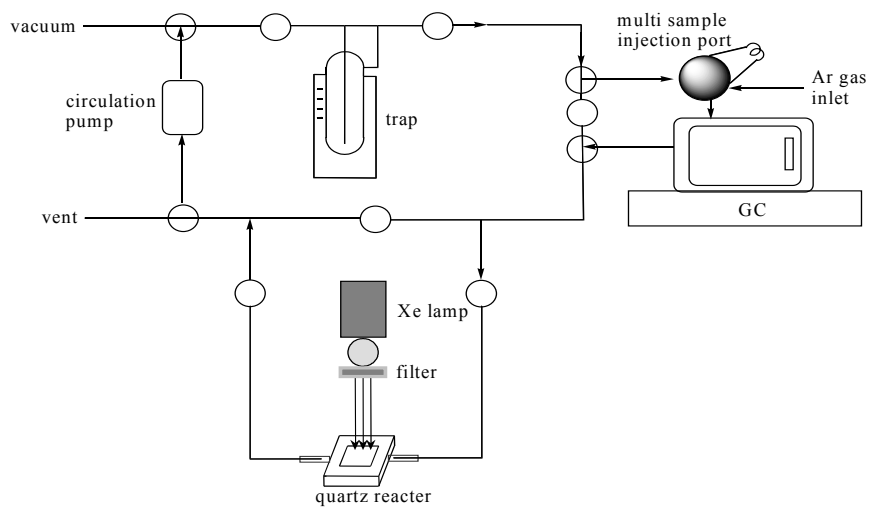 vacuum
circulation
pump
trap
multi sample
injection port
Ar gas
inlet
GC
vent
Xe lamp
filter
quartz reacter